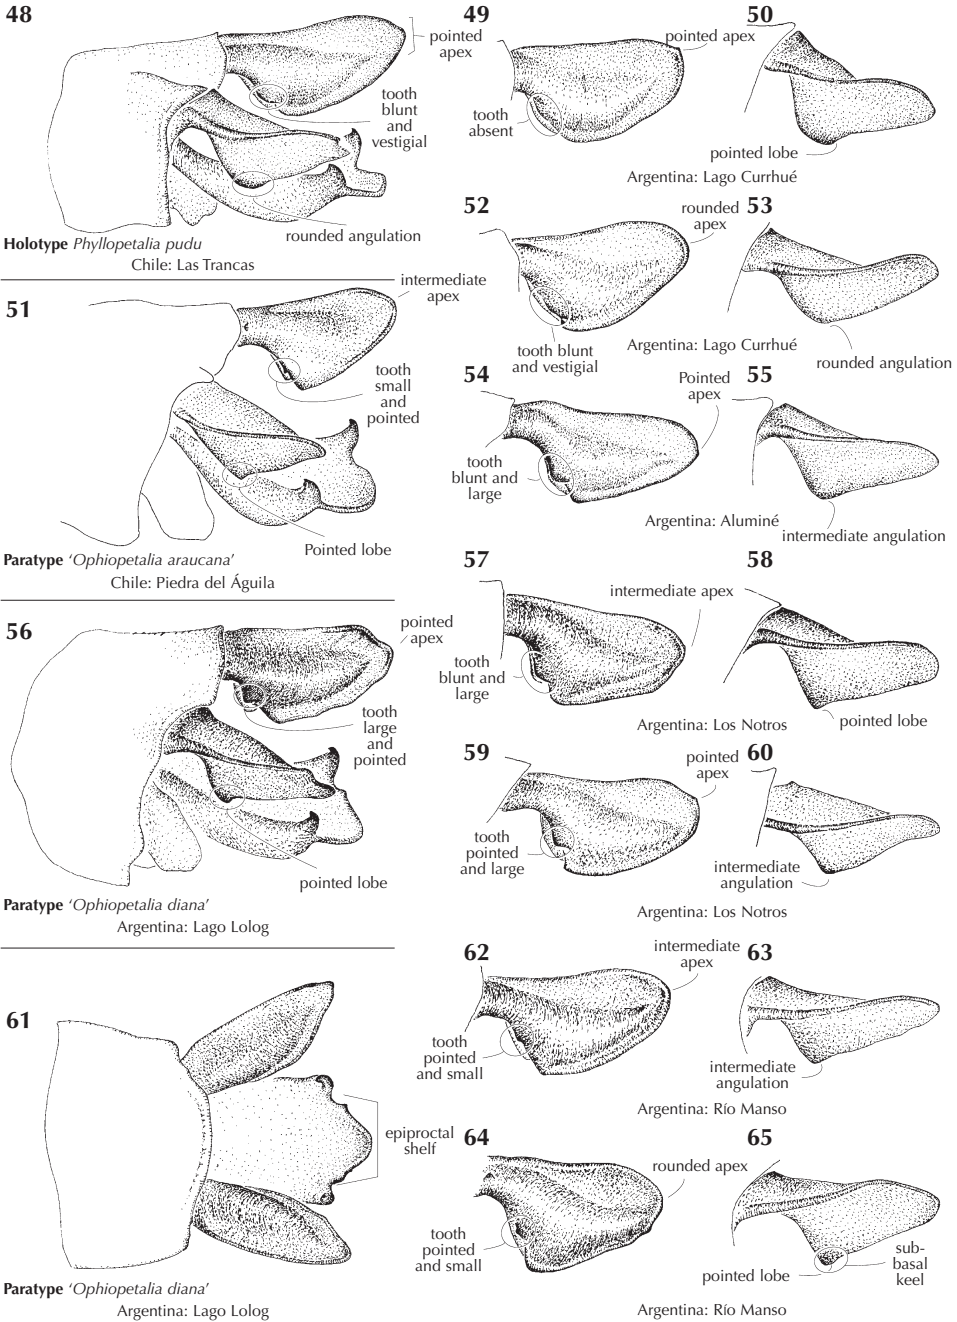 48
pointed
apex
tooth
blunt
and
vestigial
rounded angulation
Holotype Phyllopetalia pudu
Chile: Las Trancas
49
pointed apex
tooth
absent
50
pointed lobe
Argentina: Lago Currhué
51
intermediate
apex
tooth
small
and
pointed
Pointed lobe
Paratype ‘Ophiopetalia araucana’
Chile: Piedra del Águila
52
rounded
apex
tooth blunt
and vestigial
53
Argentina: Lago Currhué
rounded angulation
54
Pointed
apex
tooth
blunt and
large
55
Argentina: Aluminé
intermediate angulation
56
pointed
apex
tooth
large
and
pointed
pointed lobe
Paratype ‘Ophiopetalia diana’
Argentina: Lago Lolog
57
intermediate apex
tooth
blunt and
large
58
pointed lobe
Argentina: Los Notros
59
pointed
apex
tooth
pointed
and large
60
intermediate
angulation
Argentina: Los Notros
61
epiproctal
shelf
Paratype ‘Ophiopetalia diana’
Argentina: Lago Lolog
62
intermediate
apex
tooth
pointed
and small
63
intermediate
angulation
Argentina: Río Manso
64
rounded apex
tooth
pointed
and small
65
pointed lobe
sub-
basal
keel
Argentina: Río Manso